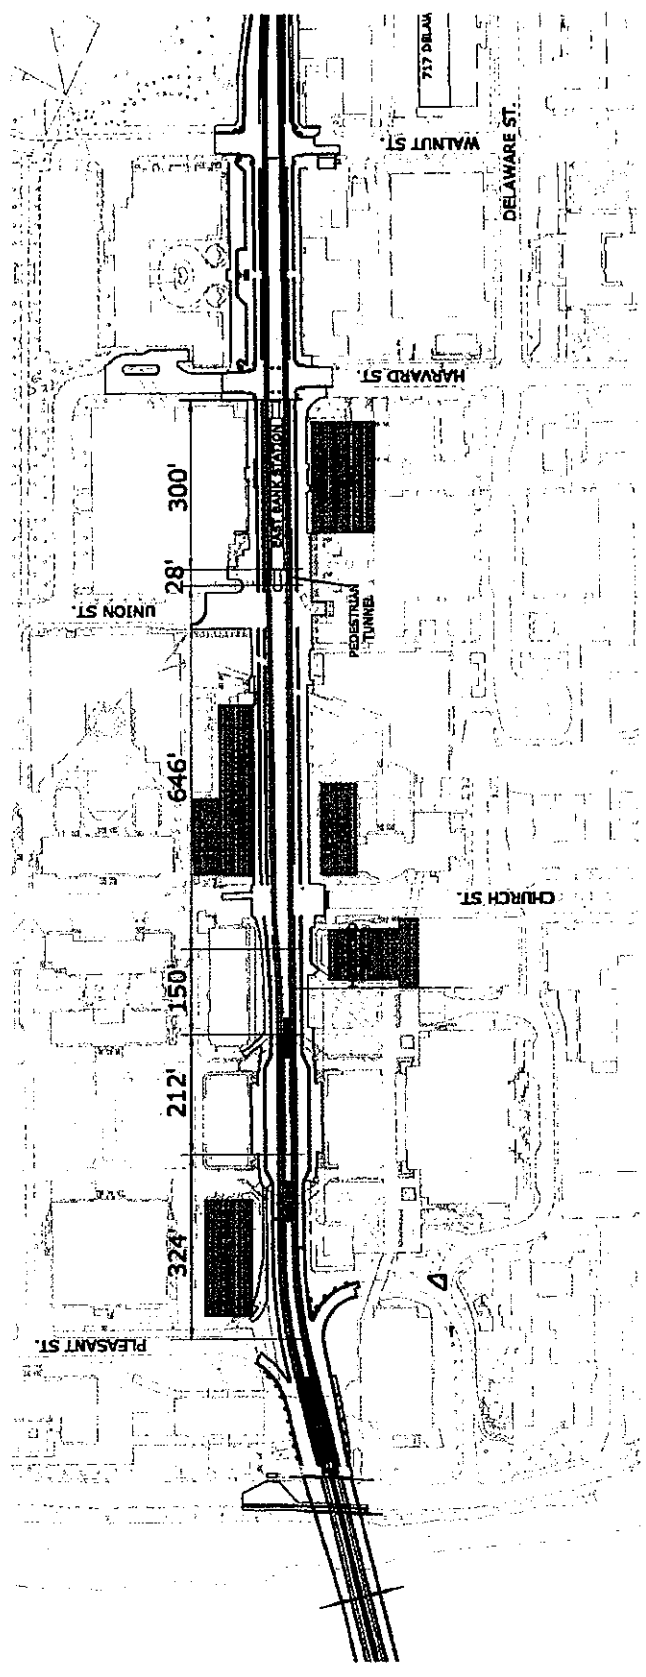 717 DELAW
WALNUT ST.
DELAWARE ST.
HARVARD ST.
300'
EAST BANK STATION
28'
UNION ST.
PEDESTRIAN
TUNNEL
646'
CHURCH ST.
150'
212'
324'
PLEASANT ST.